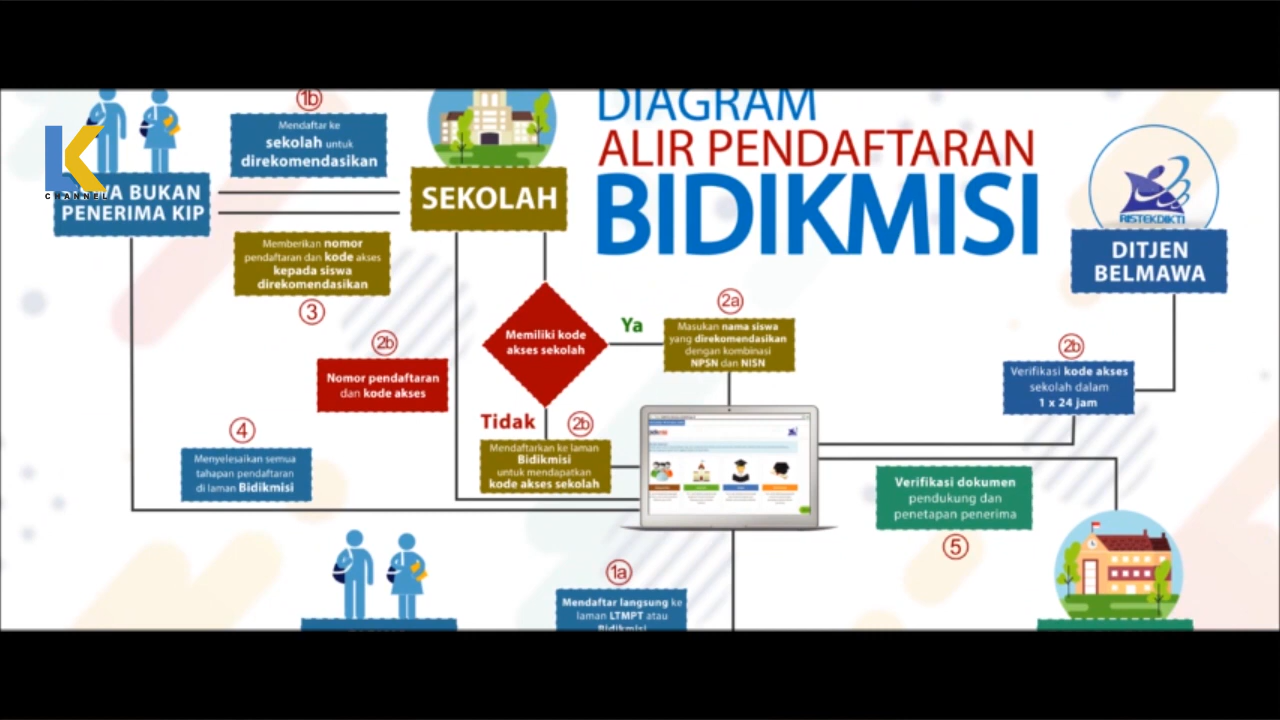 DIAGRAM
ALIR PENDAFTARAN
BIDIKMISI
1b
Mendaftar ke
sekolah untuk
direkomendasikan
K
CHANNEL
BUKAN
PENERIMA KIP
SEKOLAH
RISTEKDIKTI
DITJEN
BELMAWA
Memberikan nomor
pendaftaran dan kode akses
kepada siswa
direkomendasikan
3
Memiliki kode
akses sekolah
Ya
2a
Masukan nama siswa
yang direkomendasikan
dengan kombinasi
NPSN dan NISN
2b
Nomor pendaftaran
dan kode akses
2b
Verifikasi kode akses
sekolah dalam
1 x 24 jam
Tidak
2b
Mendaftarkan ke laman
Bidikmisi
untuk mendapatkan
kode akses sekolah
4
Menyelesaikan semua
tahapan pendaftaran
di laman Bidikmisi
Verifikasi dokumen
pendukung dan
penetapan penerima
5
1a
Mendaftar langsung ke
laman LTMPT atau
Bidikmisi